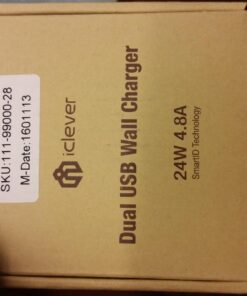 SKU:111-99000-28
M-Date:1601113
iclever
Dual USB Wall Charger
24W 4.8A
SmartID Technology